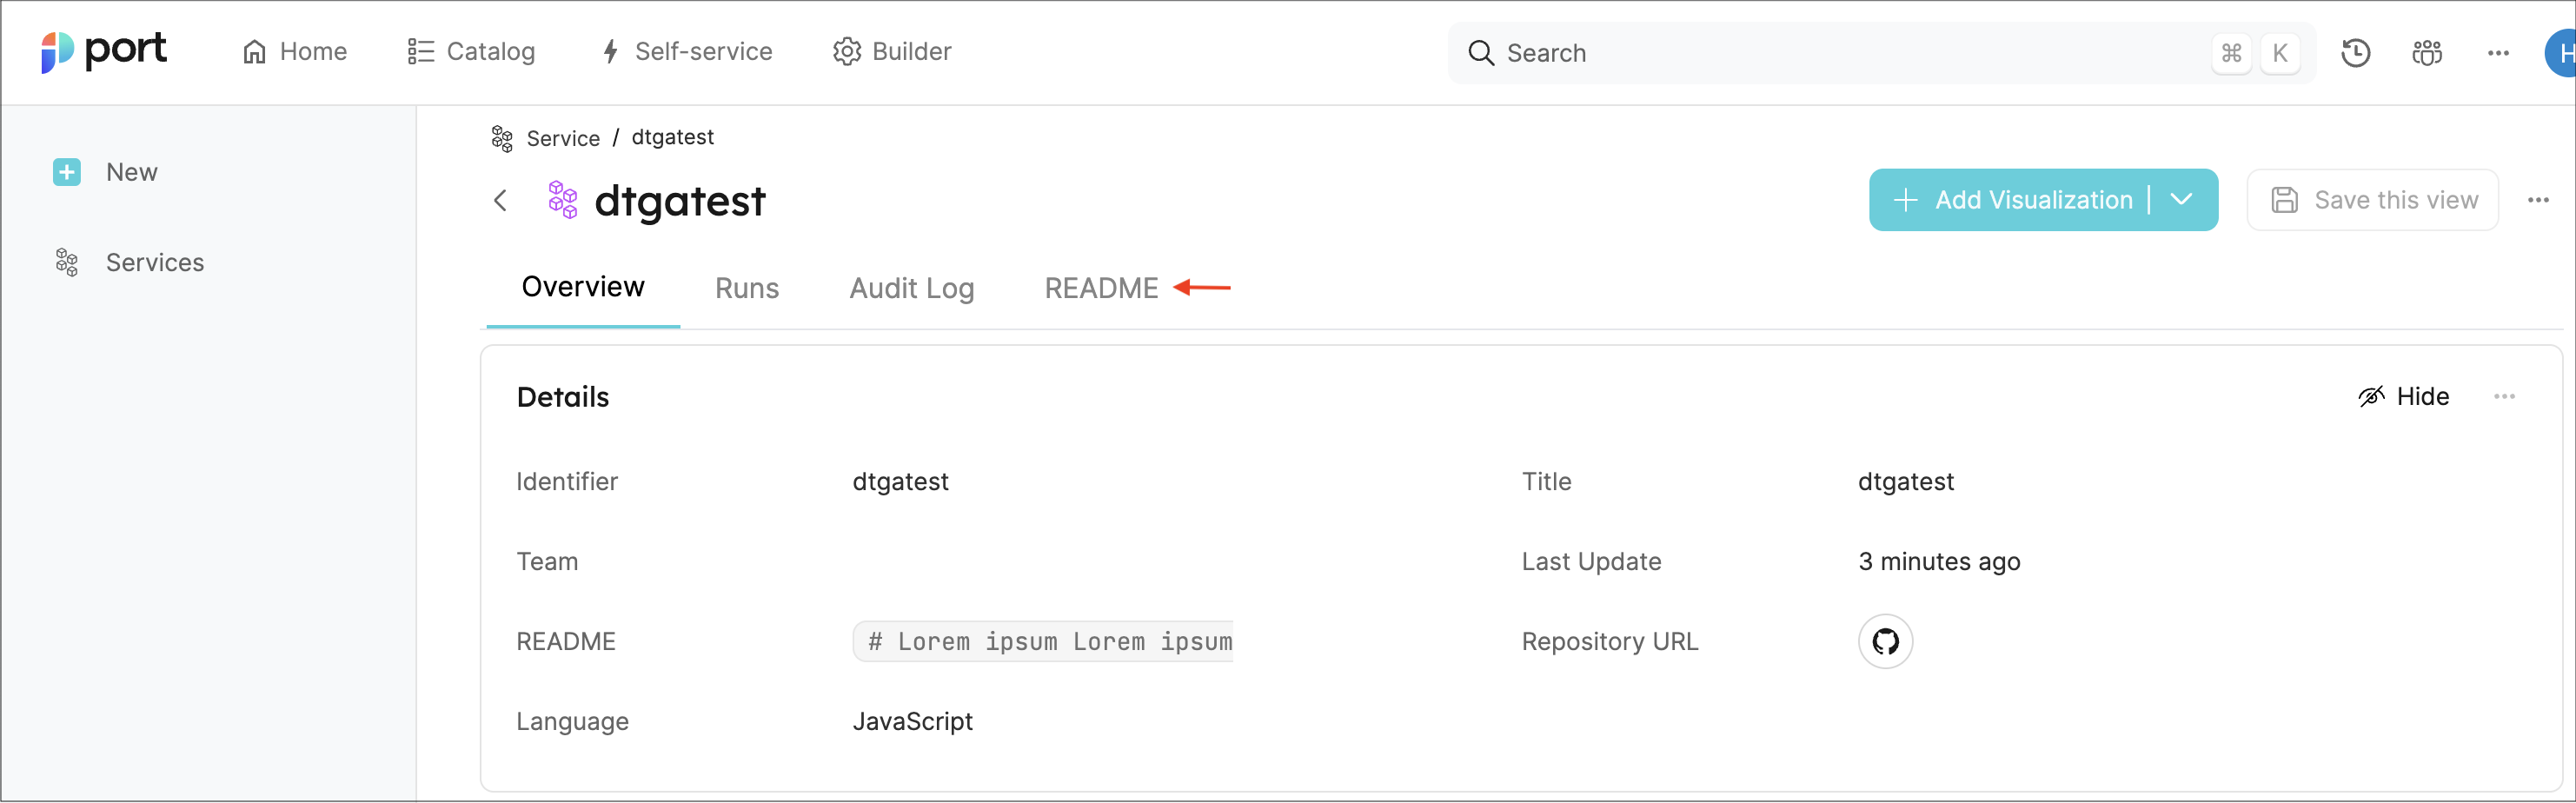 port
Home
Catalog
Self-service
Builder
Search
⌘ K
H
New
Services
Service / dtgatest
dtgatest
Add Visualization
Save this view
Overview
Runs
Audit Log
README
Details
Hide
Identifier
dtgatest
Title
dtgatest
Team
Last Update
3 minutes ago
README
# Lorem ipsum Lorem ipsum
Repository URL
Language
JavaScript